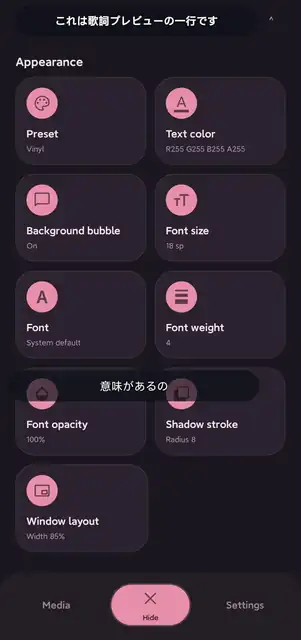 これは歌詞プレビューの一行です
Appearance
Preset
Vinyl
Text color
R255 G255 B255 A255
Background bubble
On
Font size
18 sp
Font
System default
Font weight
4
意味があるの
Font opacity
100%
Shadow stroke
Radius 8
Window layout
Width 85%
Media
Hide
Settings